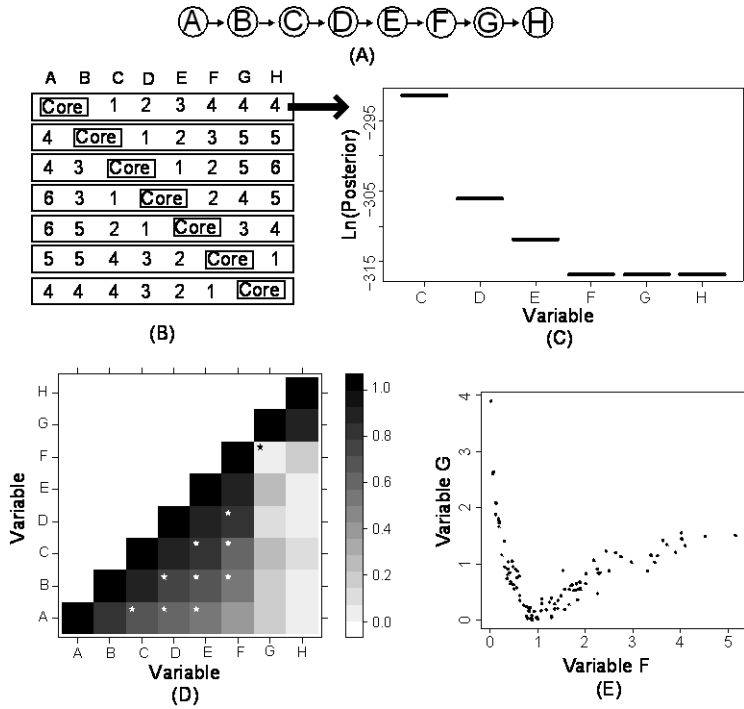 A B C D E F G H
(A)
A B C D E F G H
Core 1 2 3 4 4 4
4 Core 1 2 3 5 5
4 3 Core 1 2 5 6
6 3 1 Core 2 4 5
6 5 2 1 Core 3 4
5 5 4 3 2 Core 1
4 4 4 3 2 1 Core
(B)
Ln(Posterior)
-295
-305
-315
C D E F G H
Variable
(C)
Variable
H
G
F
E
D
C
B
A
A B C D E F G H
Variable
(D)
1.0
0.8
0.6
0.4
0.2
0.0
Variable G
4
3
2
1
0
0 1 2 3 4 5
Variable F
(E)